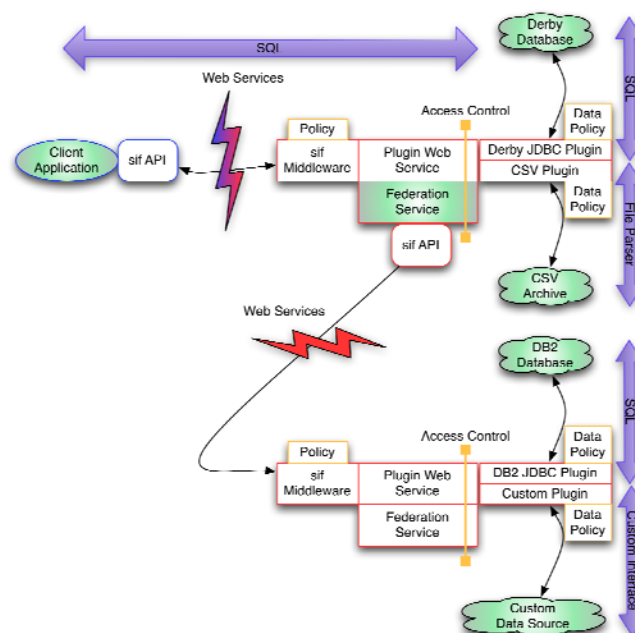 SQL
Derby
Database
SQL
Web Services
Access Control
Data
Policy
Policy
Client
Application
sif API
sif
Middleware
Plugin Web
Service
Derby JDBC Plugin
CSV Plugin
Federation
Service
Data
Policy
File Parser
sif API
CSV
Archive
Web Services
DB2
Database
SQL
Access Control
Data
Policy
Policy
sif
Middleware
Plugin Web
Service
DB2 JDBC Plugin
Custom Plugin
Federation
Service
Data
Policy
Custom Interface
Custom
Data Source